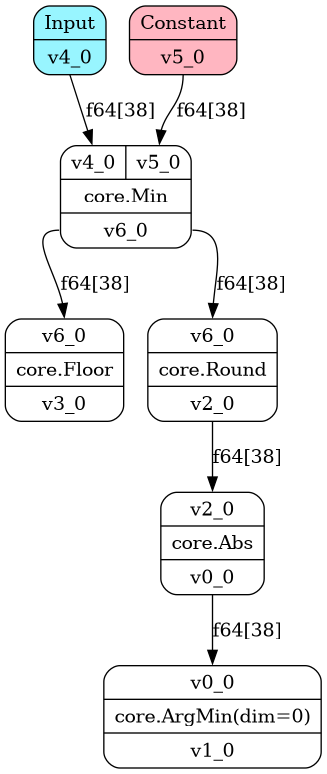 Input
v4_0
Constant
v5_0
f64[38]
f64[38]
v4_0
v5_0
core.Min
v6_0
f64[38]
f64[38]
v6_0
core.Floor
v3_0
v6_0
core.Round
v2_0
f64[38]
v2_0
core.Abs
v0_0
f64[38]
v0_0
core.ArgMin(dim=0)
v1_0